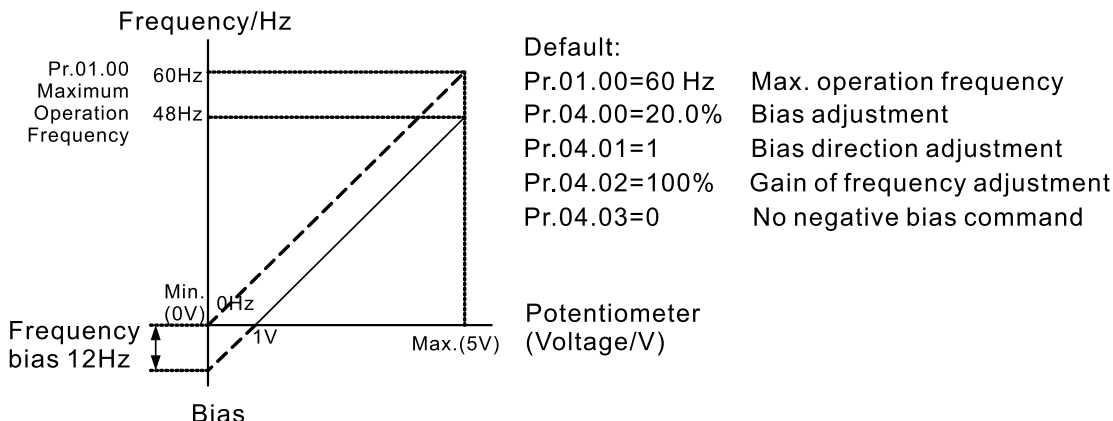 Frequency/Hz
Pr.01.00
Maximum
Operation
Frequency
60Hz
48Hz
Min.
(0V)
0Hz
1V
Max.(5V)
Frequency
bias 12Hz
Bias
Default:
Pr.01.00=60 Hz Max. operation frequency
Pr.04.00=20.0% Bias adjustment
Pr.04.01=1 Bias direction adjustment
Pr.04.02=100% Gain of frequency adjustment
Pr.04.03=0 No negative bias command
Potentiometer
(Voltage/V)